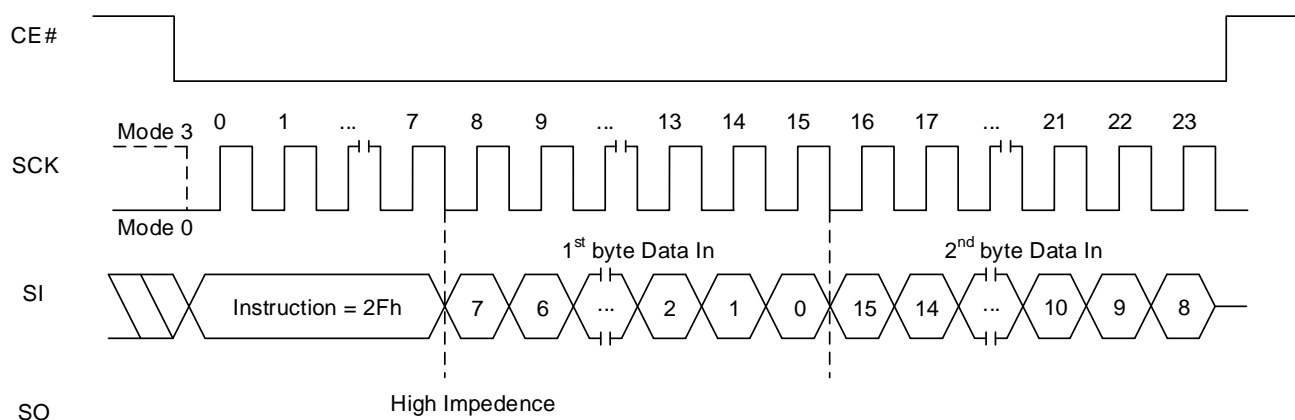 CE#
0 1 ... 7 8 9 ... 13 14 15 16 17 ... 21 22 23
Mode 3
SCK
Mode 0
1st byte Data In 2nd byte Data In
SI
Instruction = 2Fh 7 6 ... 2 1 0 15 14 ... 10 9 8
High Impedence
SO